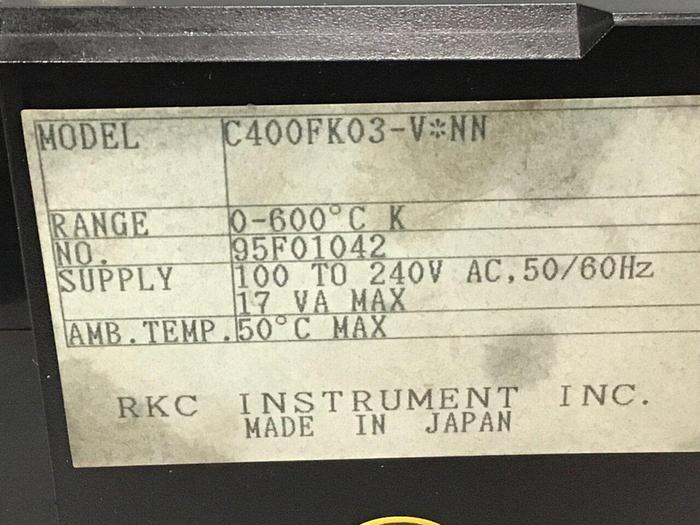 MODEL C400FK03-V*NN
RANGE 0-600°C K
NO. 95F01042
SUPPLY 100 TO 240V AC,50/60Hz
17 VA MAX
AMB.TEMP. 50°C MAX
RKC INSTRUMENT INC.
MADE IN JAPAN